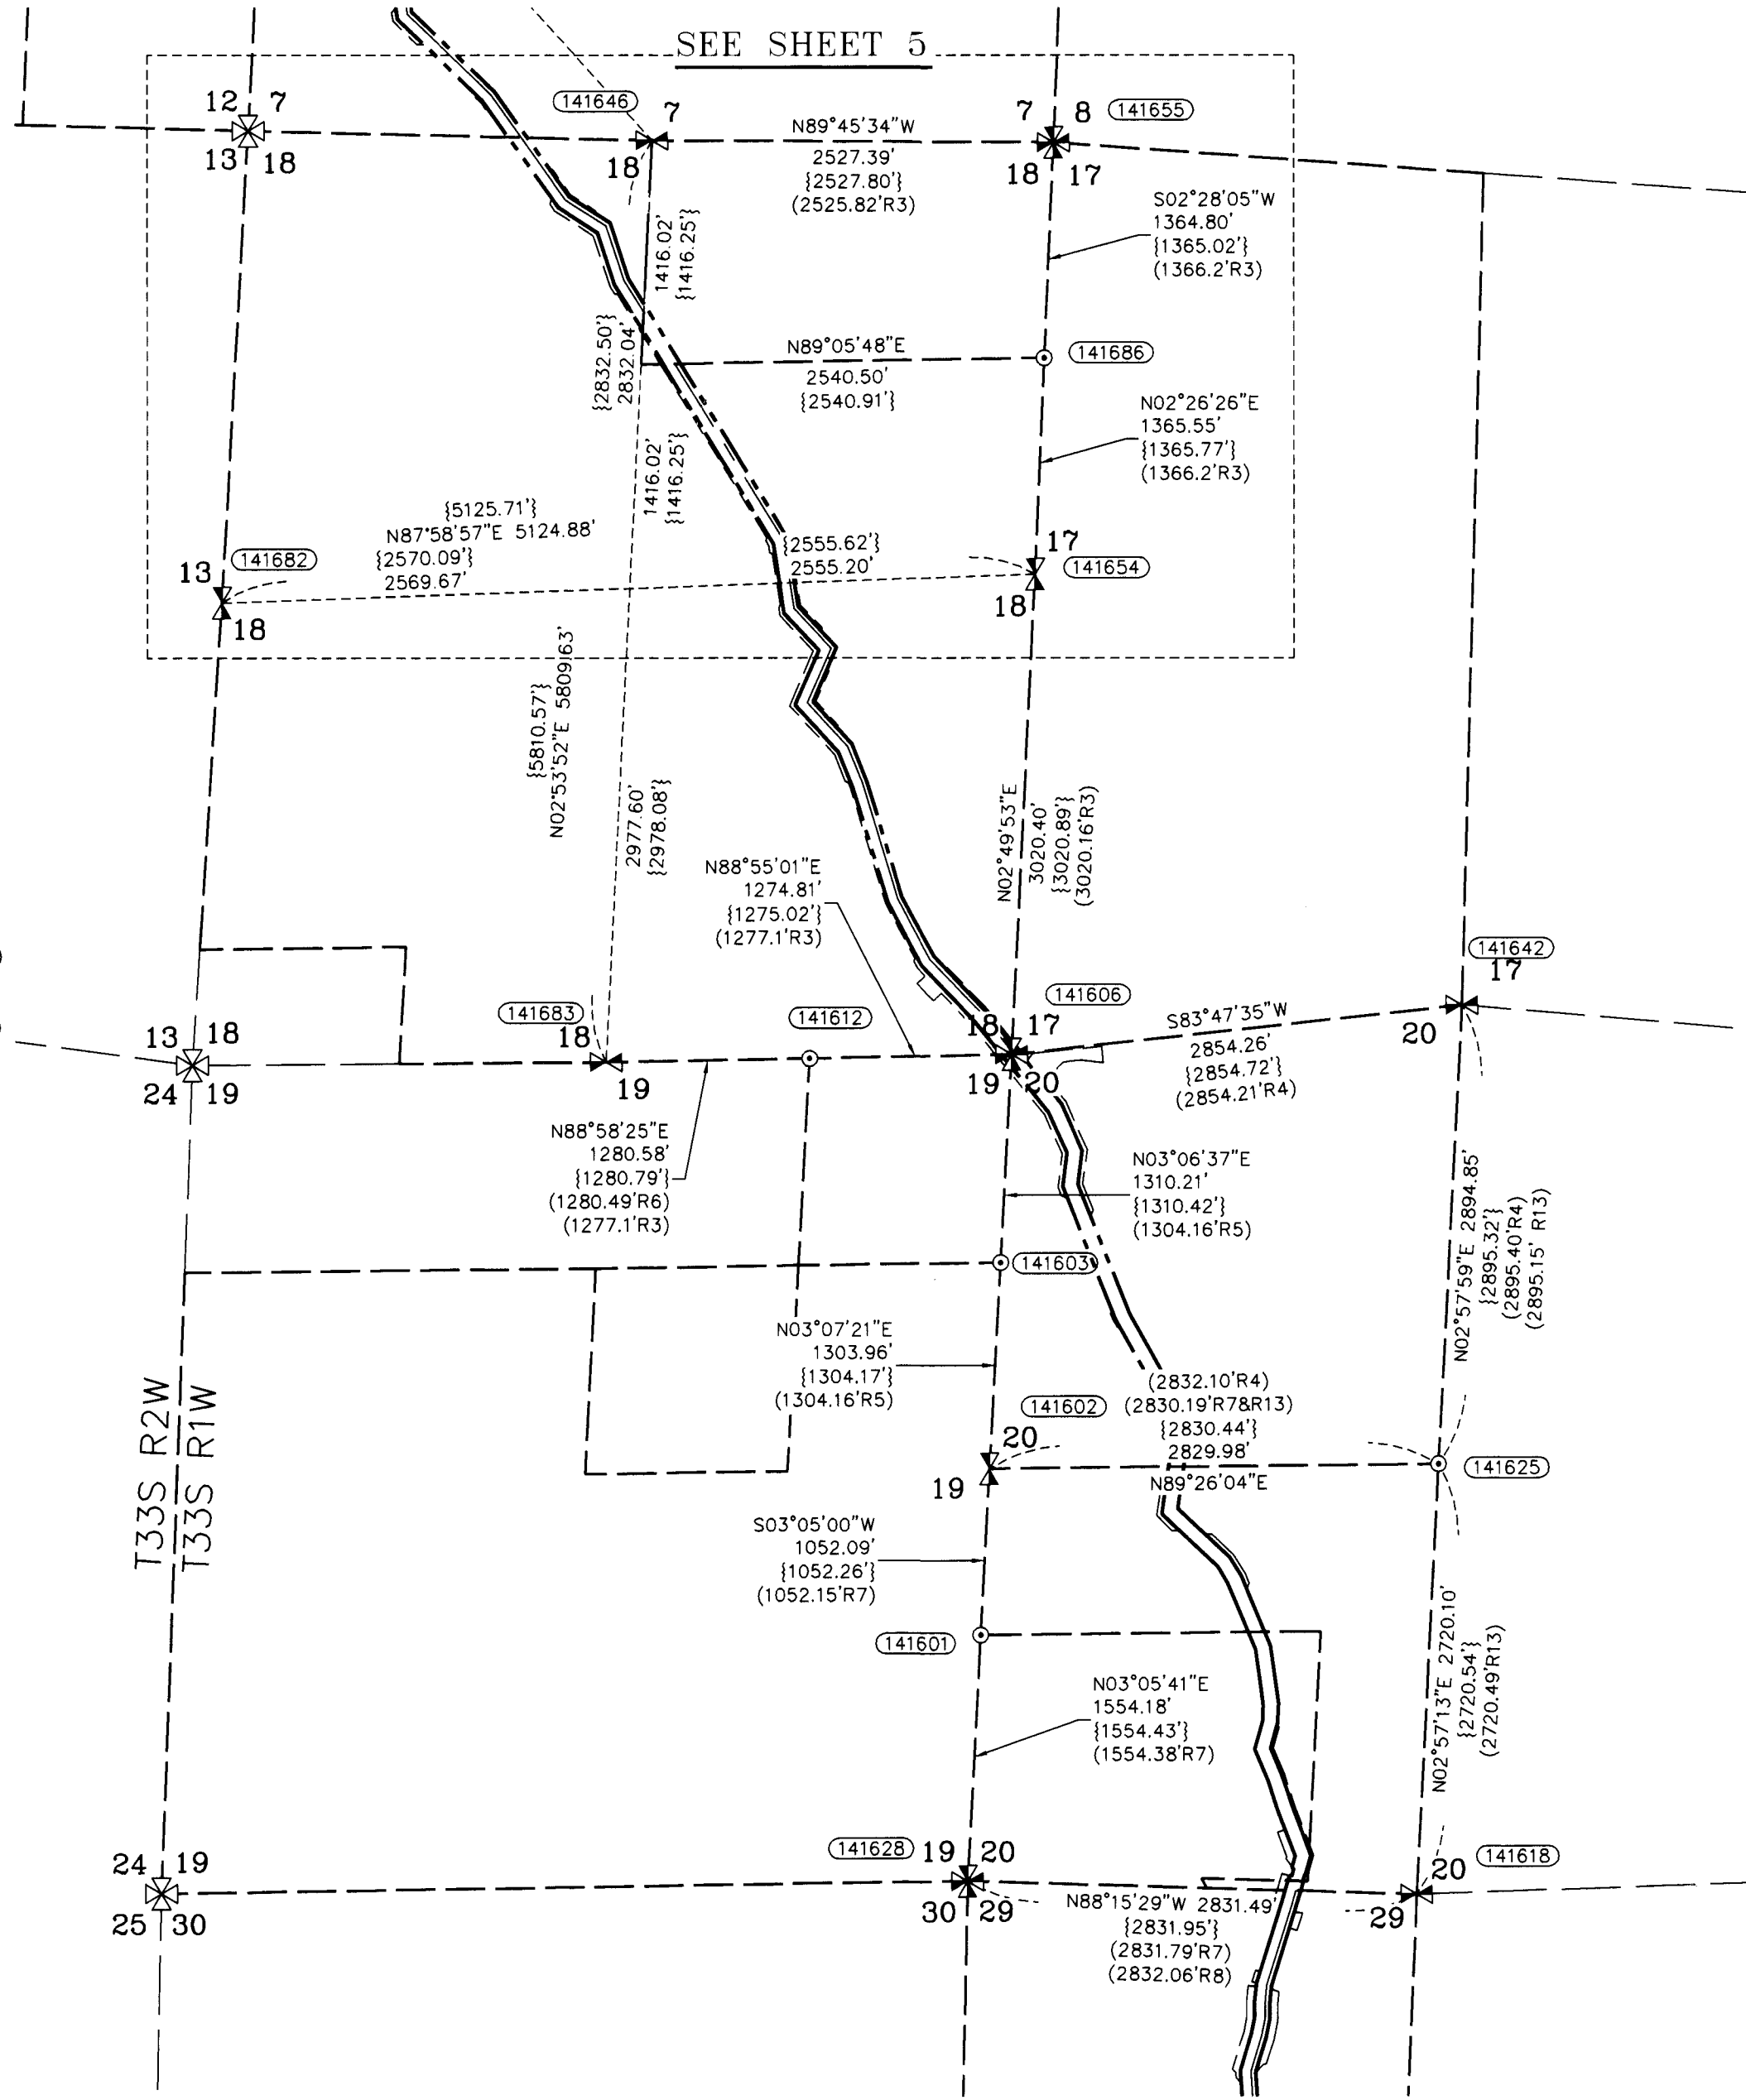 SEE SHEET 5
12 7
13 18
141646
7
18
N89°45'34"W
2527.39'
{2527.80'}
(2525.82'R3)
7 8
18 17
141655
S02°28'05"W
1364.80'
{1365.02'}
(1366.2'R3)
1416.02'
{1416.25'}
{2832.50'}
2832.04'
N89°05'48"E
2540.50'
{2540.91'}
141686
N02°26'26"E
1365.55'
{1365.77'}
(1366.2'R3)
1416.02'
{1416.25'}
{5125.71'}
N87°58'57"E 5124.88'
{2570.09'}
2569.67'
{2555.62'}
2555.20'
13
141682
18
17
141654
18
{5810.57'}
N02°53'52"E 5809.63'
2977.60'
{2978.08'}
N02°49'53"E
3020.40'
{3020.89'}
(3020.16'R3)
N88°55'01"E
1274.81'
{1275.02'}
(1277.1'R3)
141642
17
20
13 18
24 19
141683
18
19
141612
141606
18 17
19 20
S83°47'35"W
2854.26'
{2854.72'}
(2854.21'R4)
N88°58'25"E
1280.58'
{1280.79'}
(1280.49'R6)
(1277.1'R3)
N03°06'37"E
1310.21'
{1310.42'}
(1304.16'R5)
141603
N02°57'59"E 2894.85'
{2895.32'}
(2895.40'R4)
(2895.15' R13)
N03°07'21"E
1303.96'
{1304.17'}
(1304.16'R5)
T33S R2W
T33S R1W
141602
20
19
(2832.10'R4)
(2830.19'R7&R13)
{2830.44'}
2829.98'
N89°26'04"E
141625
S03°05'00"W
1052.09'
{1052.26'}
(1052.15'R7)
141601
N03°05'41"E
1554.18'
{1554.43'}
(1554.38'R7)
N02°57'13"E 2720.10'
{2720.54'}
(2720.49'R13)
24 19
25 30
141628
19 20
30 29
N88°15'29"W 2831.49'
{2831.95'}
(2831.79'R7)
(2832.06'R8)
20
29
141618